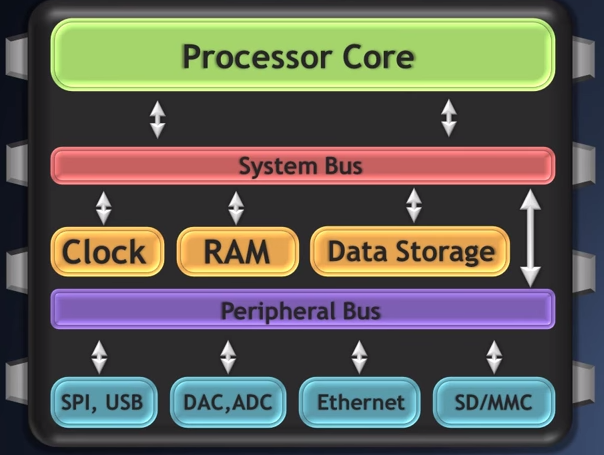 Processor Core
System Bus
Clock
RAM
Data Storage
Peripheral Bus
SPI, USB
DAC,ADC
Ethernet
SD/MMC